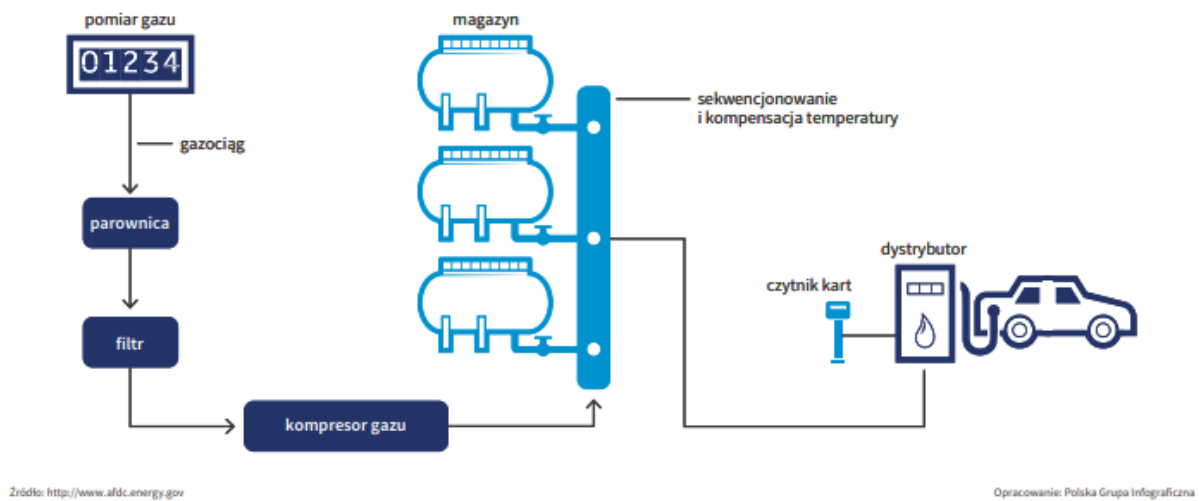 pomiar gazu
01234
gazociąg
parownica
filtr
kompresor gazu
magazyn
sekwencjonowanie
i kompensacja temperatury
dystrybutor
czytnik kart
Źródło: http://www.afdc.energy.gov
Opracowanie: Polska Grupa Infograficzna